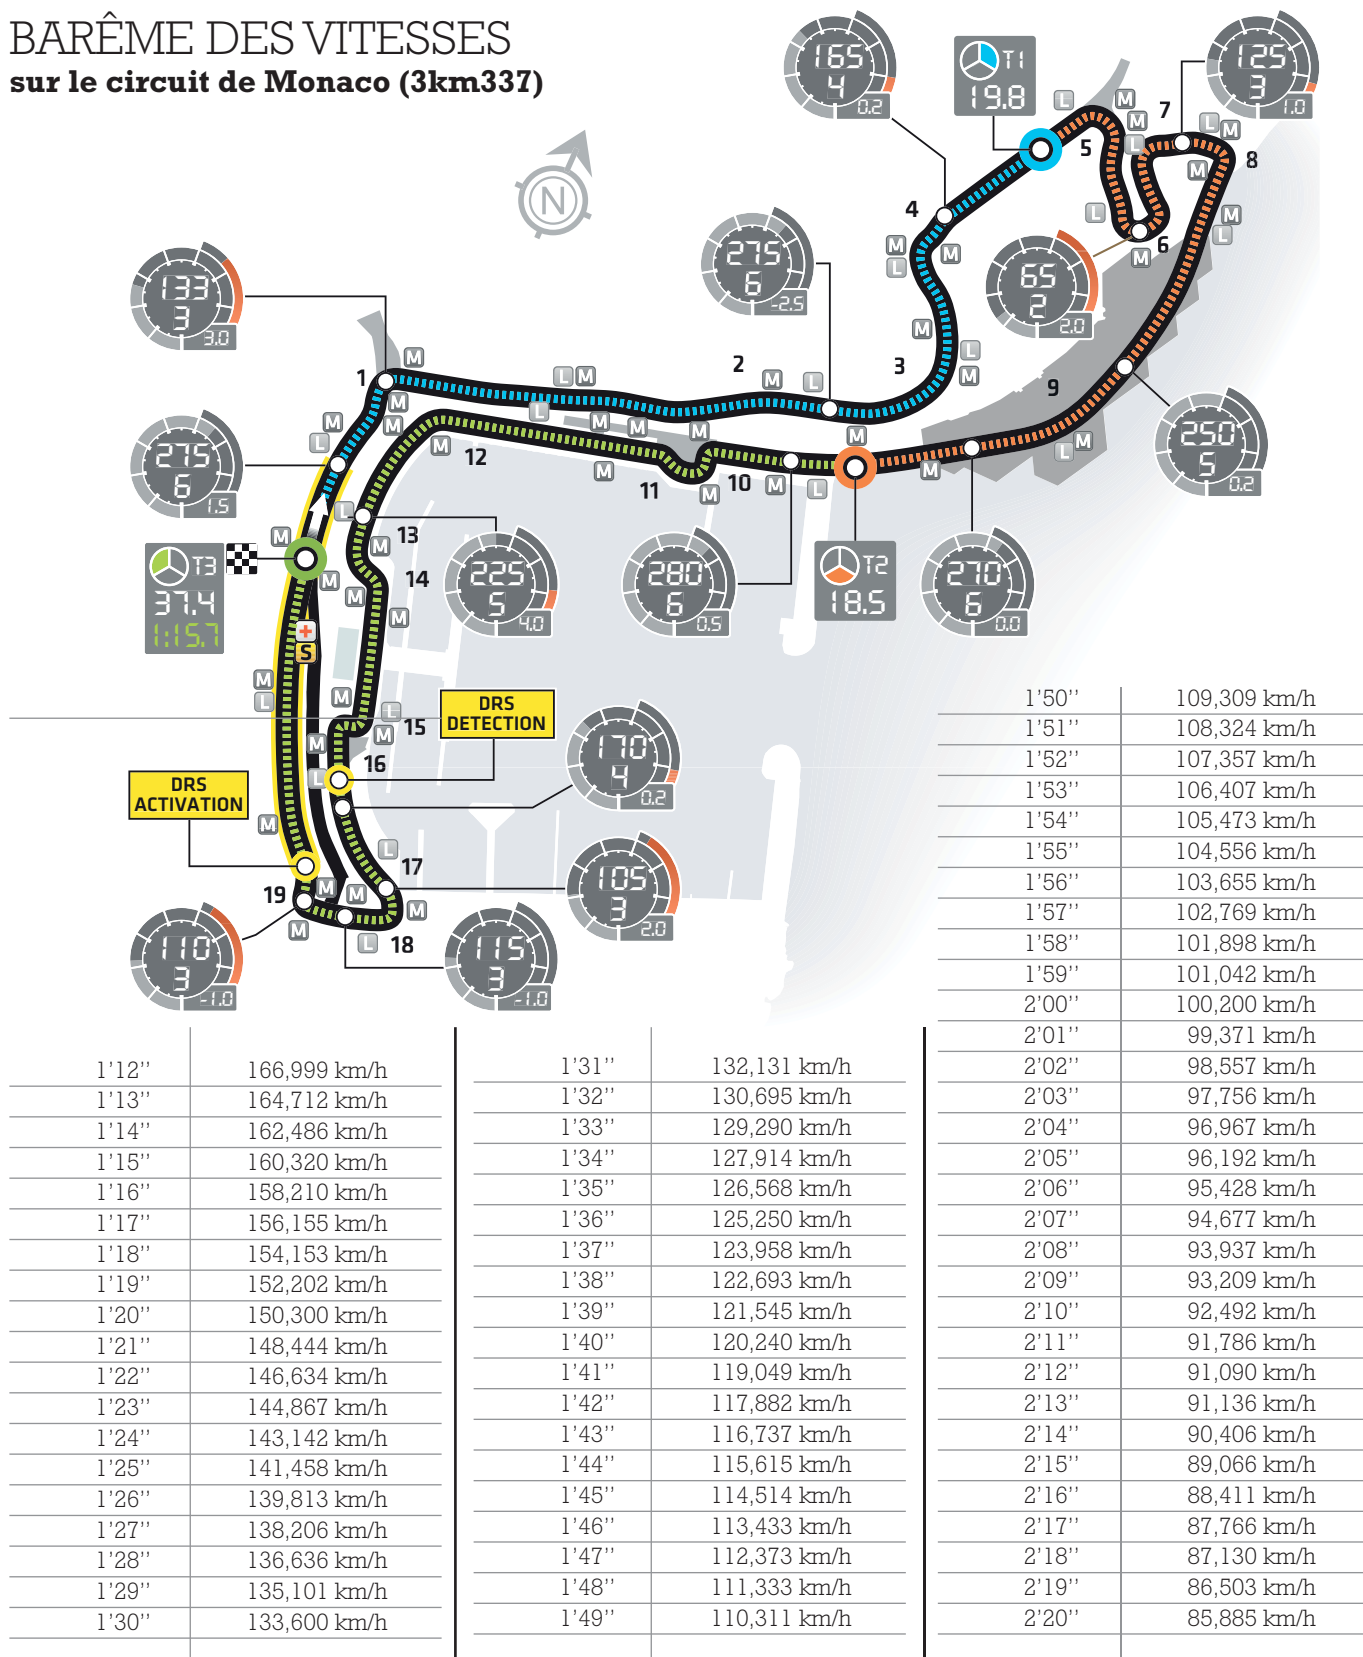 BARÊME DES VITESSES
sur le circuit de Monaco (3km337)
165
4
0.2
T1
19.8
125
3
1.0
L
M
M
L
7
5
L
M
8
M
4
L
6
M
M
L
M
M
L
N
275
6
-2.5
65
2
2.0
133
3
3.0
1
M
L M
2
M
L
3
M
L
M
9
M
M
L
M
M
M
M
M
L
275
6
1.5
M
12
M
11
M
10
M
L
M
L
M
250
5
0.2
L
13
M
M
T3
37.4
1:15.7
M
M
14
M
225
5
4.0
280
6
0.5
T2
18.5
270
6
0.0
S
M
L
M
L
15
M
M
16
L
DRS
DETECTION
170
4
0.2
DRS
ACTIVATION
M
L
17
105
3
2.0
19
M
M
M
M
L
18
110
3
-1.0
115
3
-1.0
1'12'' 166,999 km/h
1'13'' 164,712 km/h
1'14'' 162,486 km/h
1'15'' 160,320 km/h
1'16'' 158,210 km/h
1'17'' 156,155 km/h
1'18'' 154,153 km/h
1'19'' 152,202 km/h
1'20'' 150,300 km/h
1'21'' 148,444 km/h
1'22'' 146,634 km/h
1'23'' 144,867 km/h
1'24'' 143,142 km/h
1'25'' 141,458 km/h
1'26'' 139,813 km/h
1'27'' 138,206 km/h
1'28'' 136,636 km/h
1'29'' 135,101 km/h
1'30'' 133,600 km/h
1'31'' 132,131 km/h
1'32'' 130,695 km/h
1'33'' 129,290 km/h
1'34'' 127,914 km/h
1'35'' 126,568 km/h
1'36'' 125,250 km/h
1'37'' 123,958 km/h
1'38'' 122,693 km/h
1'39'' 121,545 km/h
1'40'' 120,240 km/h
1'41'' 119,049 km/h
1'42'' 117,882 km/h
1'43'' 116,737 km/h
1'44'' 115,615 km/h
1'45'' 114,514 km/h
1'46'' 113,433 km/h
1'47'' 112,373 km/h
1'48'' 111,333 km/h
1'49'' 110,311 km/h
1'50'' 109,309 km/h
1'51'' 108,324 km/h
1'52'' 107,357 km/h
1'53'' 106,407 km/h
1'54'' 105,473 km/h
1'55'' 104,556 km/h
1'56'' 103,655 km/h
1'57'' 102,769 km/h
1'58'' 101,898 km/h
1'59'' 101,042 km/h
2'00'' 100,200 km/h
2'01'' 99,371 km/h
2'02'' 98,557 km/h
2'03'' 97,756 km/h
2'04'' 96,967 km/h
2'05'' 96,192 km/h
2'06'' 95,428 km/h
2'07'' 94,677 km/h
2'08'' 93,937 km/h
2'09'' 93,209 km/h
2'10'' 92,492 km/h
2'11'' 91,786 km/h
2'12'' 91,090 km/h
2'13'' 91,136 km/h
2'14'' 90,406 km/h
2'15'' 89,066 km/h
2'16'' 88,411 km/h
2'17'' 87,766 km/h
2'18'' 87,130 km/h
2'19'' 86,503 km/h
2'20'' 85,885 km/h